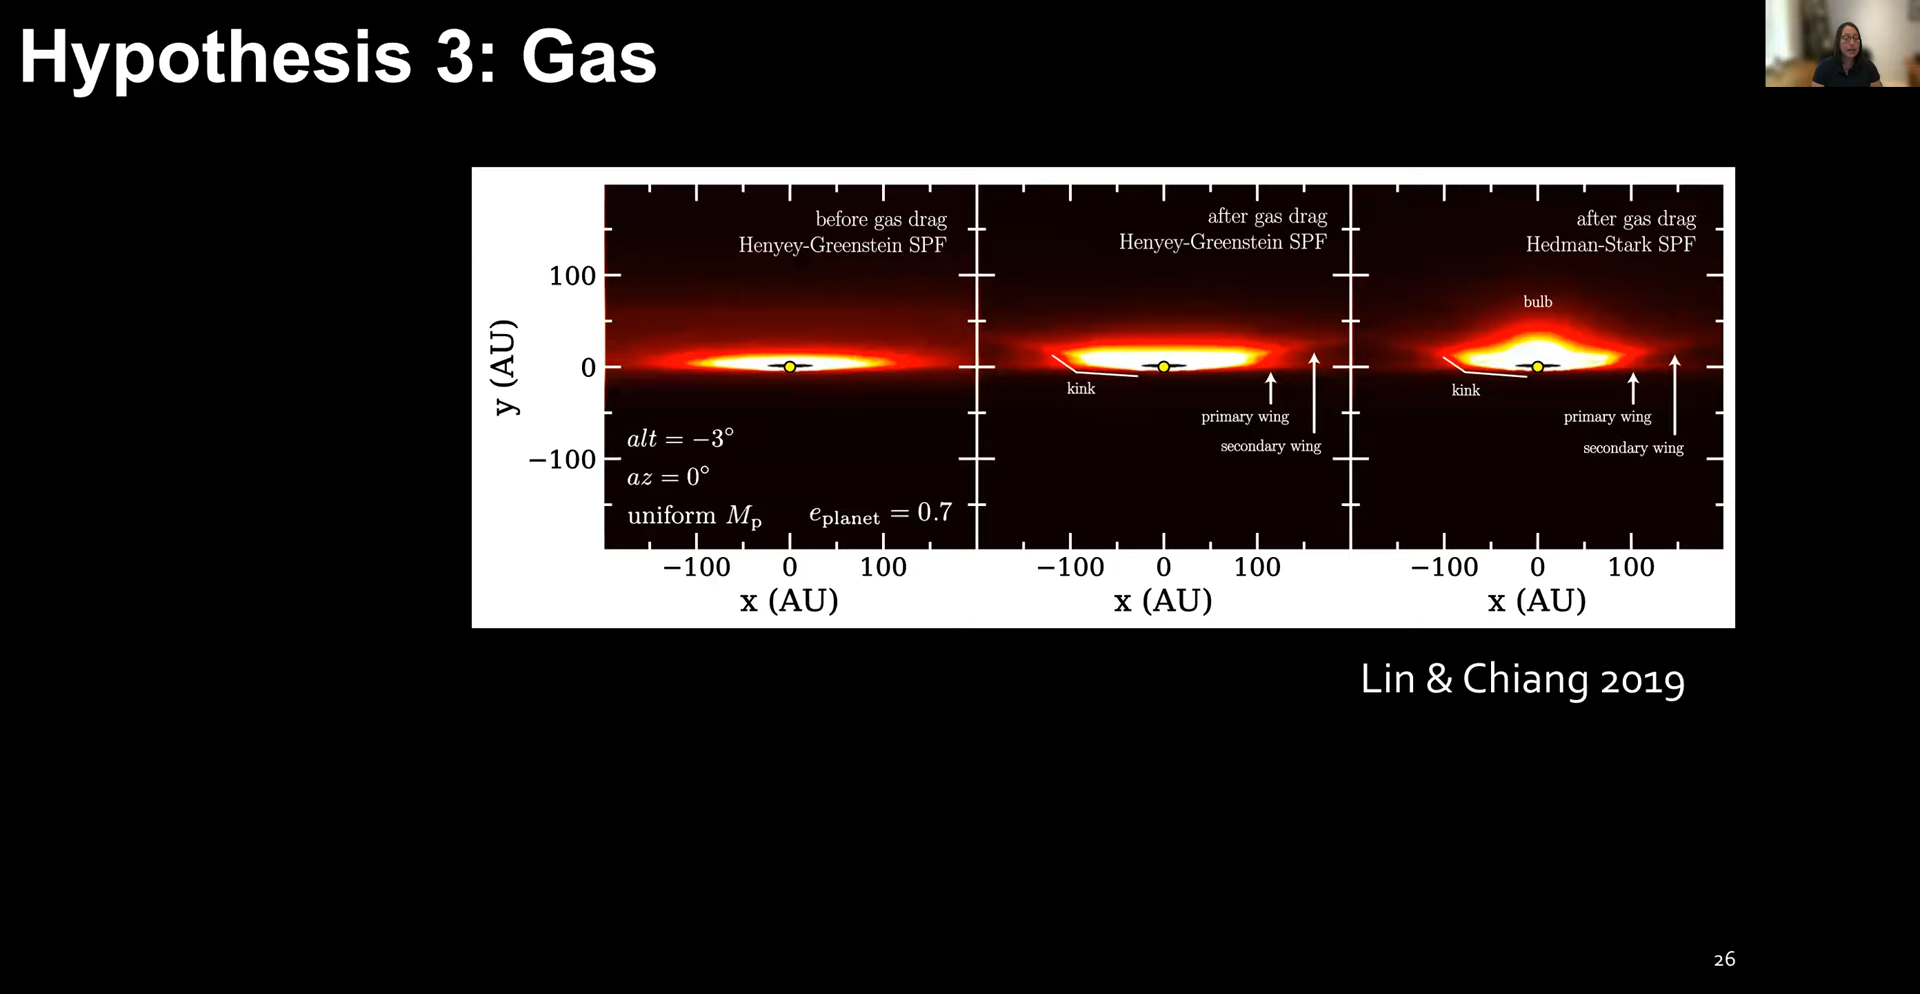 Hypothesis 3: Gas
before gas drag
Henyey-Greenstein SPF
after gas drag
Henyey-Greenstein SPF
after gas drag
Hedman-Stark SPF
y (AU)
100
0
−100
alt = −3°
az = 0°
uniform Mp
eplanet = 0.7
kink
primary wing
secondary wing
bulb
kink
primary wing
secondary wing
−100 0 100
−100 0 100
−100 0 100
x (AU)
x (AU)
x (AU)
Lin & Chiang 2019
26